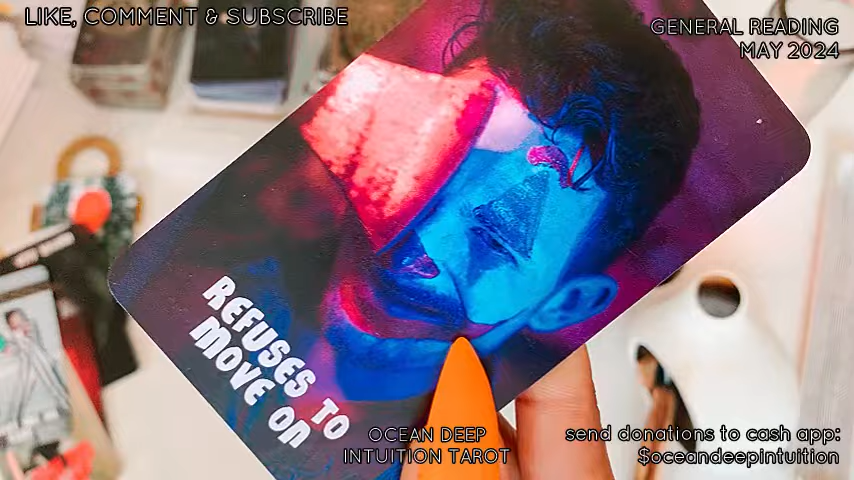 LIKE, COMMENT & SUBSCRIBE
GENERAL READING
MAY 2024
REFUSES TO
MOVE ON
OCEAN DEEP
INTUITION TAROT
send donations to cash app:
$oceandeepintuition